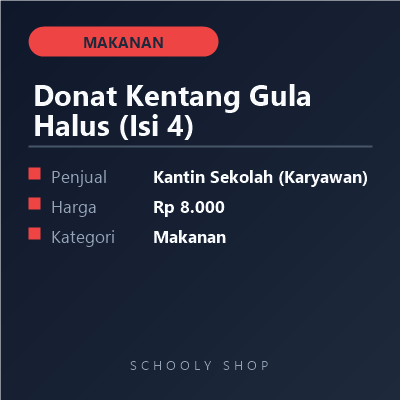 MAKANAN
Donat Kentang Gula
Halus (Isi 4)
Penjual Kantin Sekolah (Karyawan)
Harga Rp 8.000
Kategori Makanan
SCHOOLY SHOP